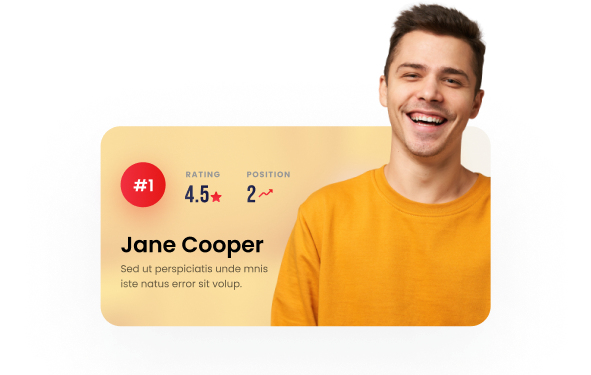 #1
RATING
4.5
POSITION
2
Jane Cooper
Sed ut perspiciatis unde mnis
iste natus error sit volup.